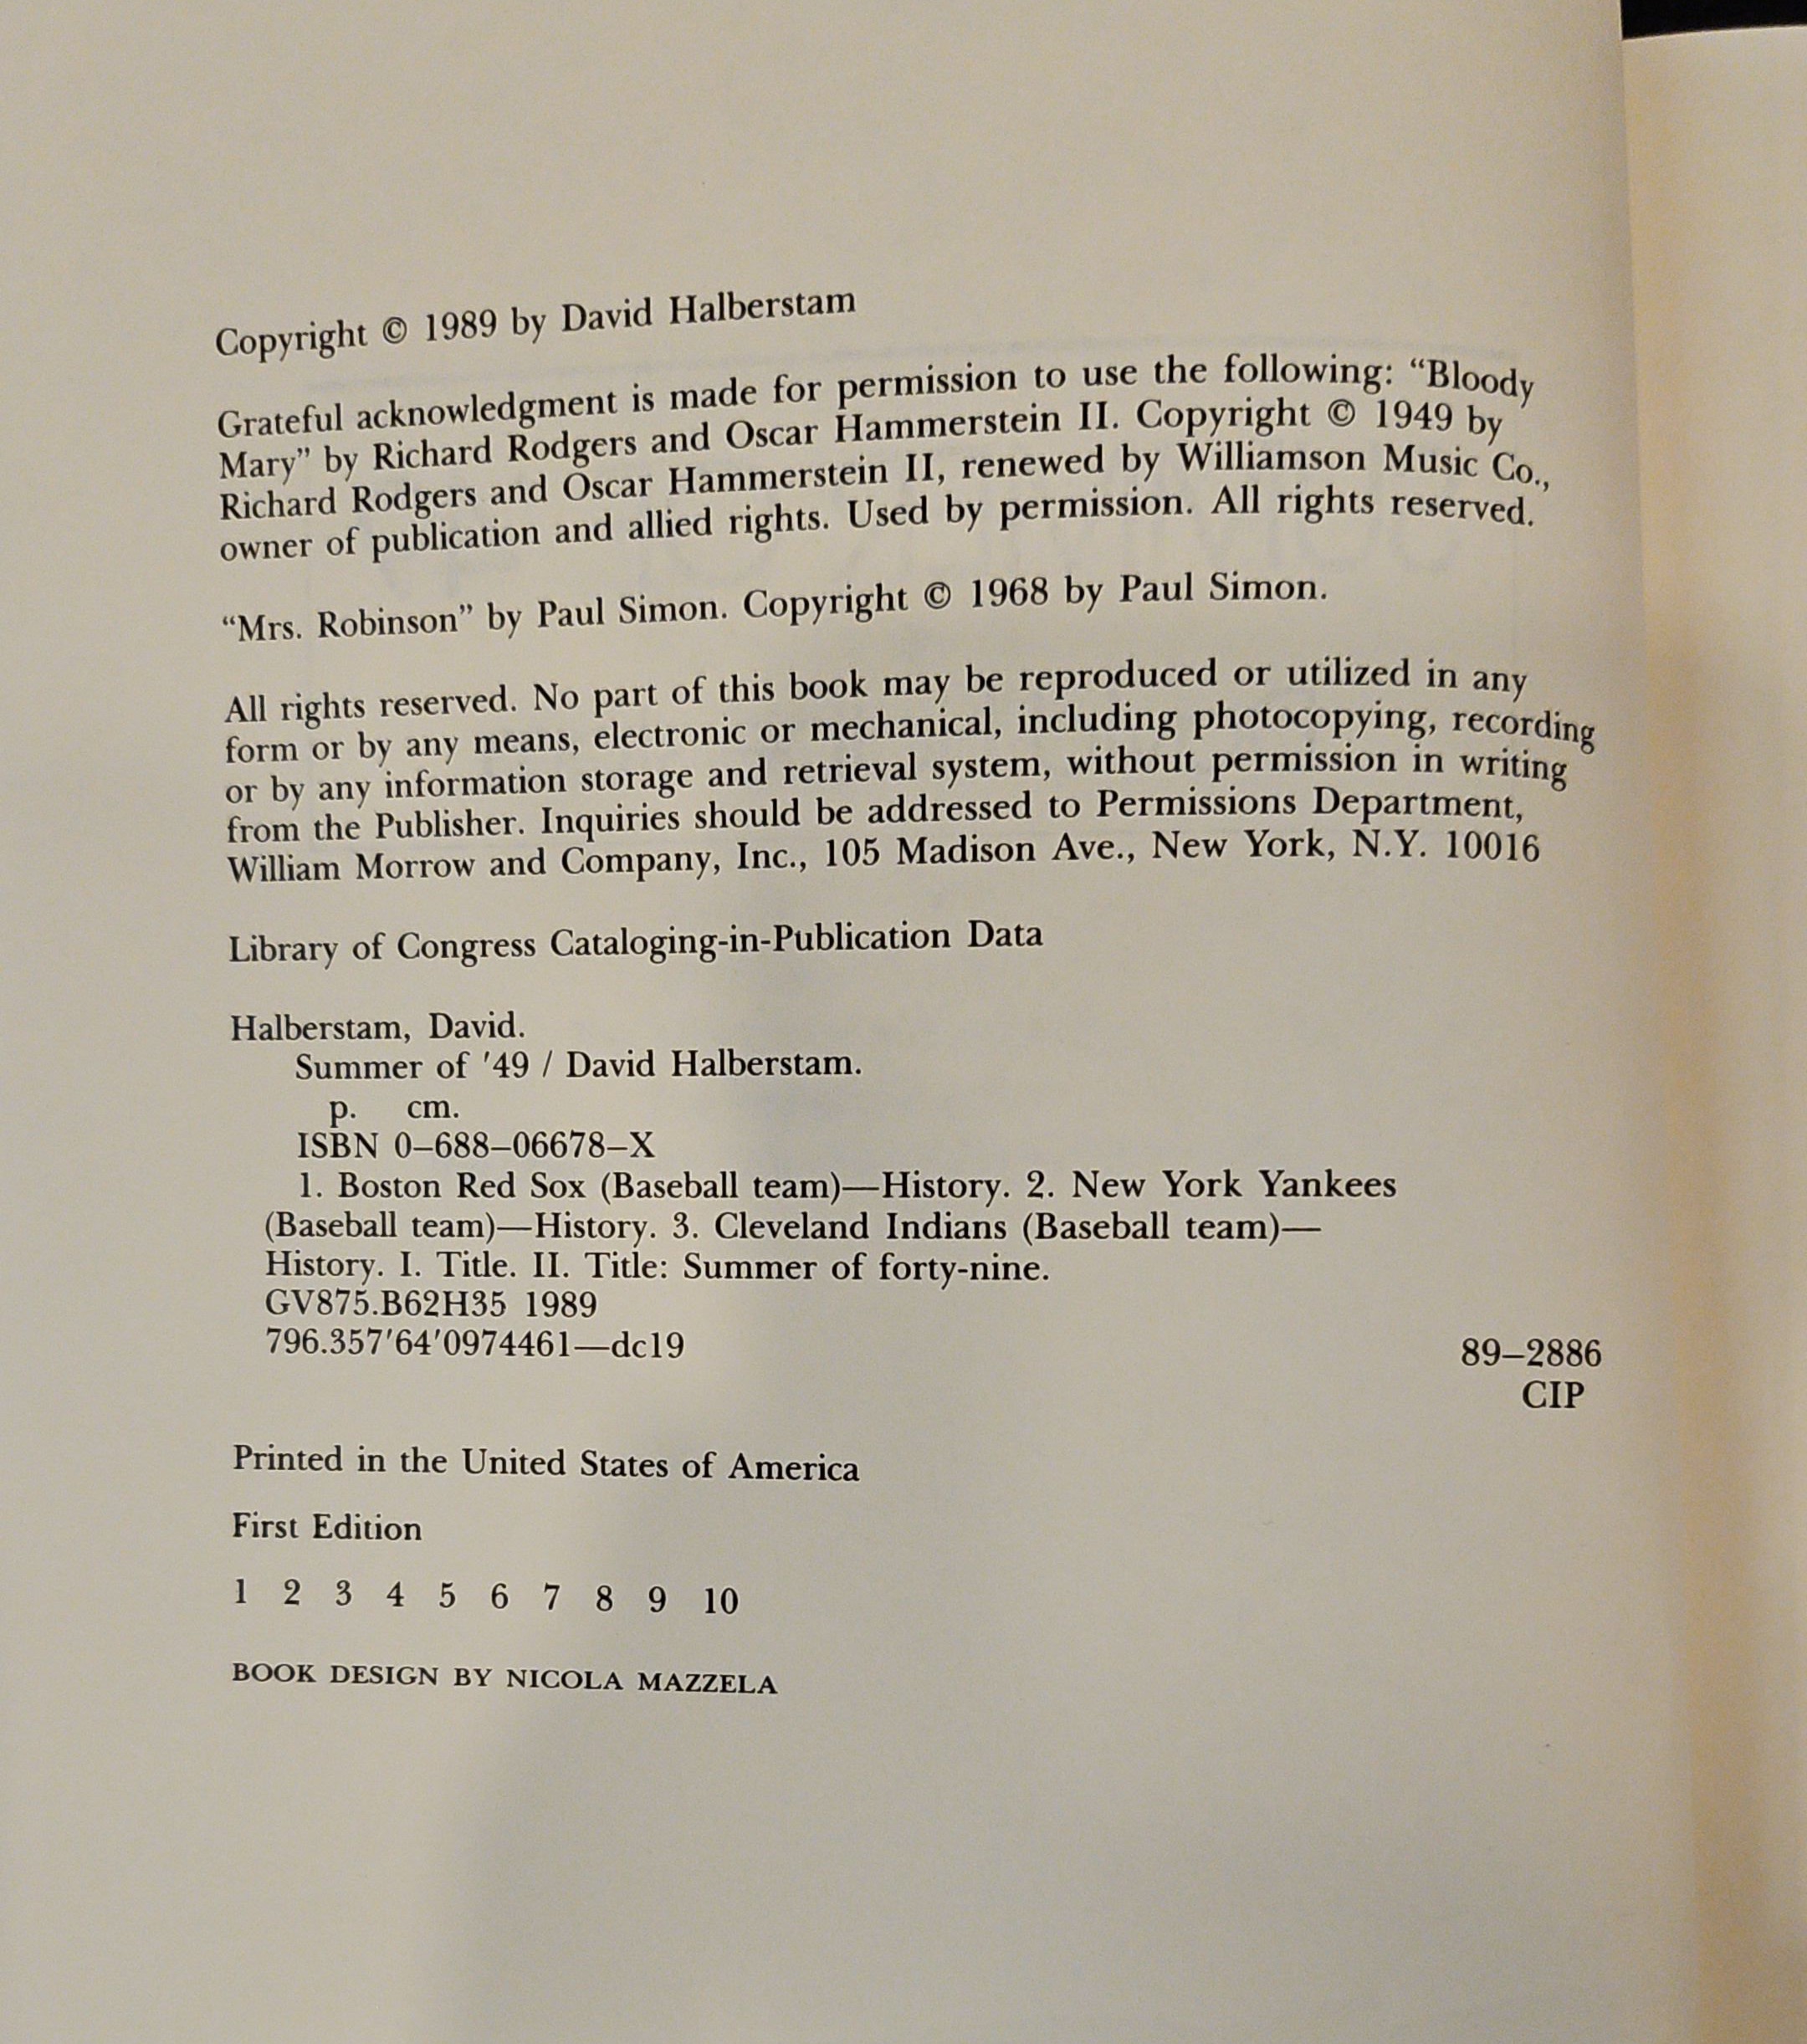 Copyright © 1989 by David Halberstam
Grateful acknowledgment is made for permission to use the following: “Bloody
Mary” by Richard Rodgers and Oscar Hammerstein II. Copyright © 1949 by
Richard Rodgers and Oscar Hammerstein II, renewed by Williamson Music Co.,
owner of publication and allied rights. Used by permission. All rights reserved.
“Mrs. Robinson” by Paul Simon. Copyright © 1968 by Paul Simon.
All rights reserved. No part of this book may be reproduced or utilized in any
form or by any means, electronic or mechanical, including photocopying, recording
or by any information storage and retrieval system, without permission in writing
from the Publisher. Inquiries should be addressed to Permissions Department,
William Morrow and Company, Inc., 105 Madison Ave., New York, N.Y. 10016
Library of Congress Cataloging-in-Publication Data
Halberstam, David.
Summer of '49 / David Halberstam.
p. cm.
ISBN 0–688–06678–X
1. Boston Red Sox (Baseball team)—History. 2. New York Yankees
(Baseball team)—History. 3. Cleveland Indians (Baseball team)—
History. I. Title. II. Title: Summer of forty-nine.
GV875.B62H35 1989
796.357'64'0974461—dc19
89–2886
CIP
Printed in the United States of America
First Edition
1 2 3 4 5 6 7 8 9 10
BOOK DESIGN BY NICOLA MAZZELA